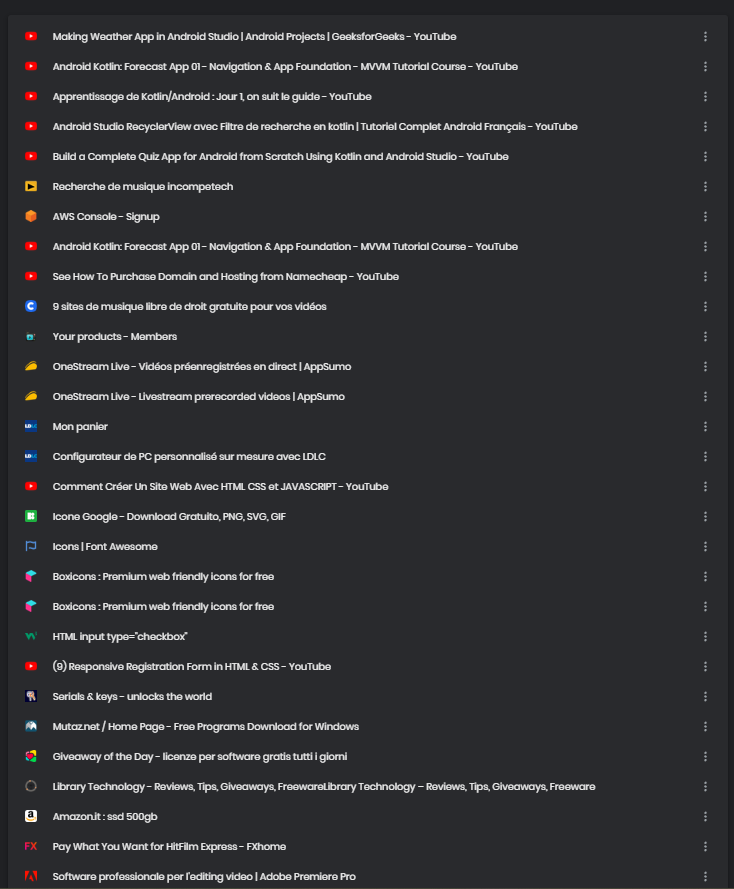 Making Weather App in Android Studio | Android Projects | GeeksforGeeks - YouTube
Android Kotlin: Forecast App 01 - Navigation & App Foundation - MVVM Tutorial Course - YouTube
Apprentissage de Kotlin/Android : Jour 1, on suit le guide - YouTube
Android Studio RecyclerView avec Filtre de recherche en kotlin | Tutoriel Complet Android Français - YouTube
Build a Complete Quiz App for Android from Scratch Using Kotlin and Android Studio - YouTube
Recherche de musique incompetech
AWS Console - Signup
Android Kotlin: Forecast App 01 - Navigation & App Foundation - MVVM Tutorial Course - YouTube
See How To Purchase Domain and Hosting from Namecheap - YouTube
9 sites de musique libre de droit gratuite pour vos vidéos
Your products - Members
OneStream Live - Vidéos préenregistrées en direct | AppSumo
OneStream Live - Livestream prerecorded videos | AppSumo
Mon panier
Configurateur de PC personnalisé sur mesure avec LDLC
Comment Créer Un Site Web Avec HTML CSS et JAVASCRIPT - YouTube
Icone Google - Download Gratuito, PNG, SVG, GIF
Icons | Font Awesome
Boxicons : Premium web friendly icons for free
Boxicons : Premium web friendly icons for free
HTML input type="checkbox"
(9) Responsive Registration Form in HTML & CSS - YouTube
Serials & keys - unlocks the world
Mutaz.net / Home Page - Free Programs Download for Windows
Giveaway of the Day - licenze per software gratis tutti i giorni
Library Technology - Reviews, Tips, Giveaways, FreewareLibrary Technology – Reviews, Tips, Giveaways, Freeware
Amazon.it : ssd 500gb
FX Pay What You Want for HitFilm Express - FXhome
Software professionale per l'editing video | Adobe Premiere Pro